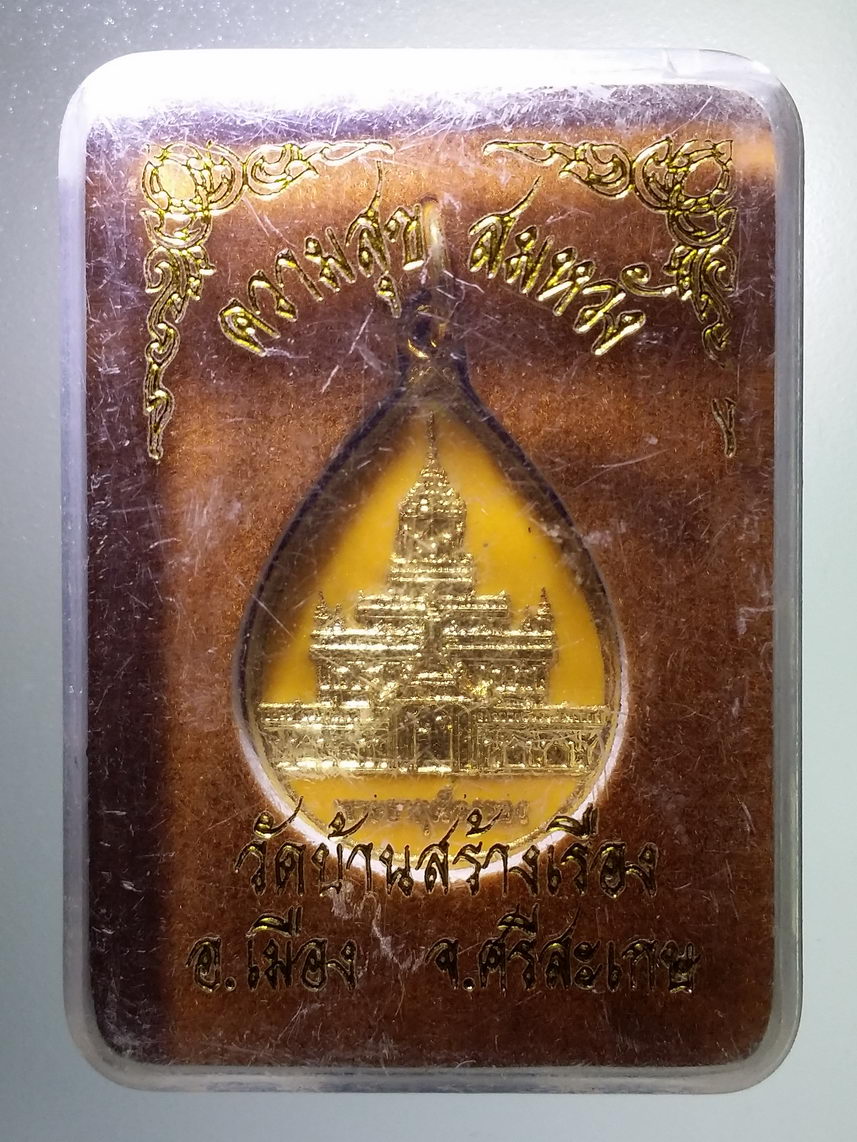 ความสุข สมหวัง
วัดบ้านสร้างเรือง
อ.เมือง จ.ศรีสะเกษ